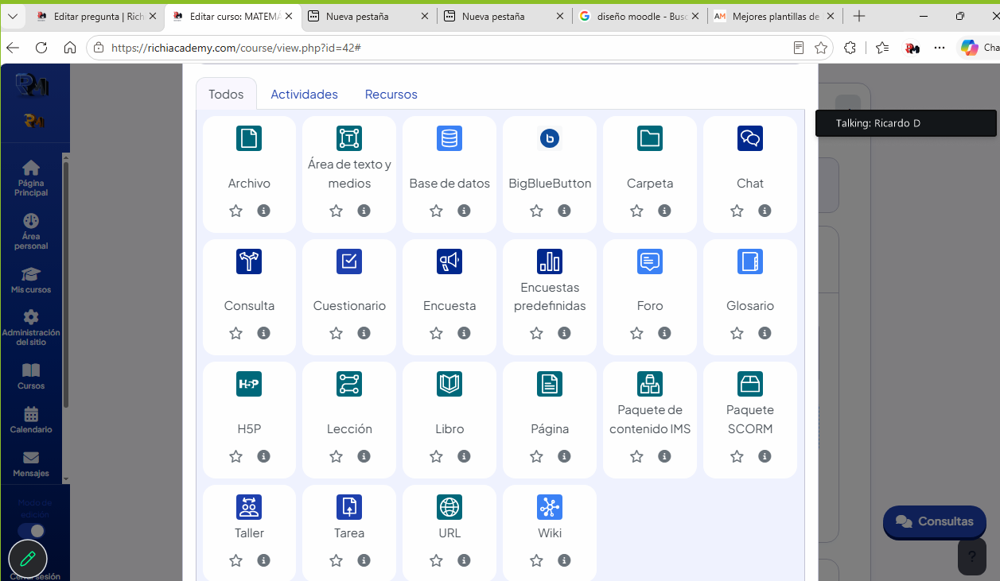 Editar pregunta | Rich
Editar curso: MATEMÁ
Nueva pestaña
Nueva pestaña
diseño moodle - Busc
AM
Mejores plantillas de
https://richiacademy.com/course/view.php?id=42#
Cha
Página
Principal
Área
personal
Mis cursos
Administración
del sitio
Cursos
Calendario
Mensajes
Modo de
edición
Cerrar sesión
Todos
Actividades
Recursos
Talking: Ricardo D
Archivo
Área de texto y
medios
Base de datos
BigBlueButton
Carpeta
Chat
Consulta
Cuestionario
Encuesta
Encuestas
predefinidas
Foro
Glosario
H5P
H5P
Lección
Libro
Página
Paquete de
contenido IMS
Paquete
SCORM
Taller
Tarea
URL
Wiki
Consultas
?